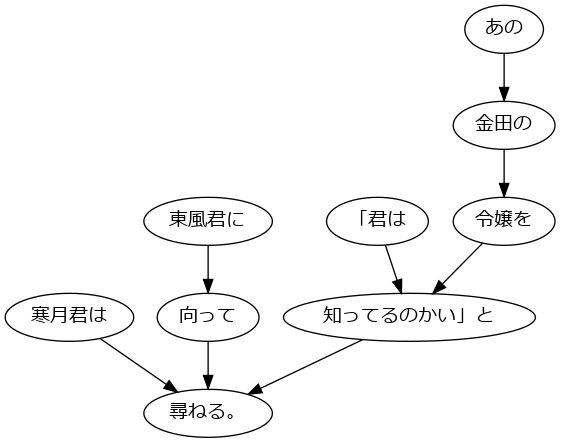 あの
金田の
東風君に
「君は
令嬢を
寒月君は
向って
知ってるのかい」と
尋ねる。